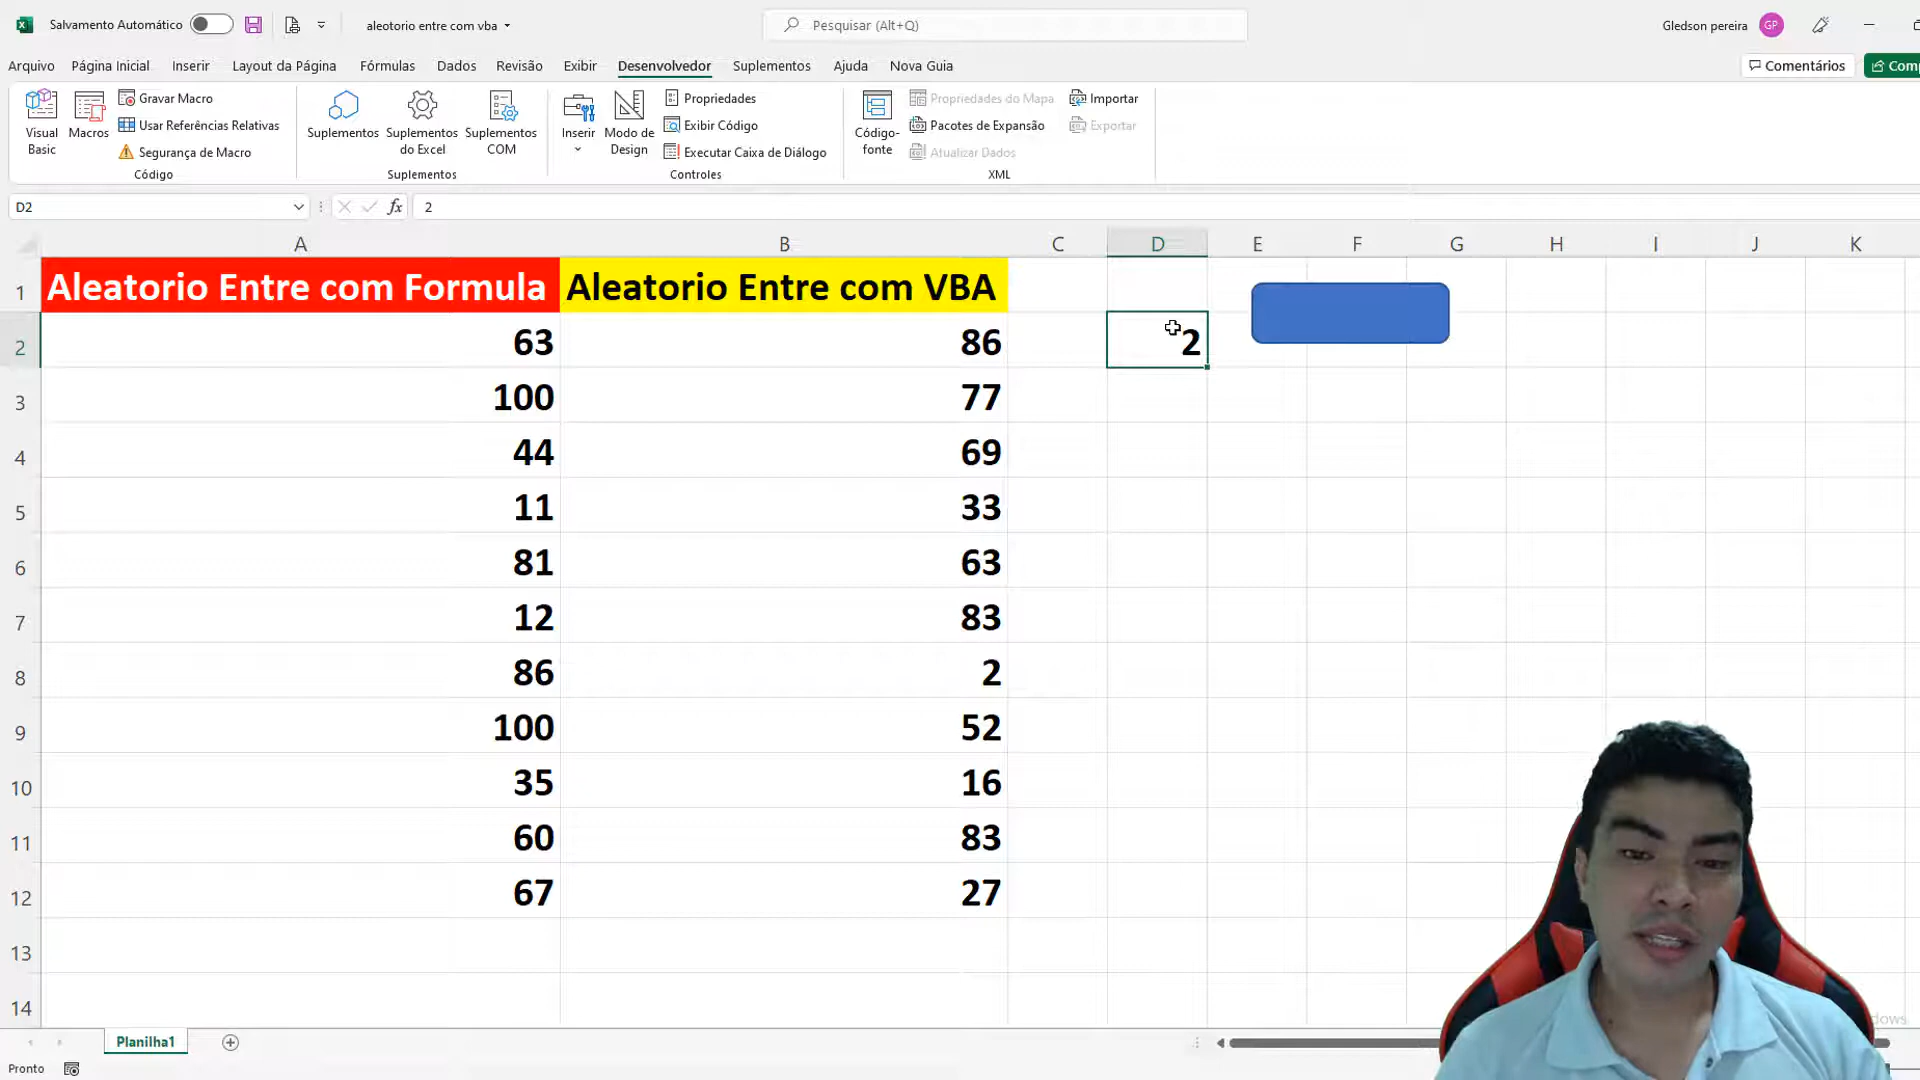 Salvamento Automático
aleotorio entre com vba
Pesquisar (Alt+Q)
Gledson pereira
GP
Arquivo
Página Inicial
Inserir
Layout da Página
Fórmulas
Dados
Revisão
Exibir
Desenvolvedor
Suplementos
Ajuda
Nova Guia
Comentários
Visual Basic
Macros
Gravar Macro
Usar Referências Relativas
Segurança de Macro
Código
Suplementos
Suplementos do Excel
Suplementos COM
Suplementos
Inserir
Modo de Design
Propriedades
Exibir Código
Executar Caixa de Diálogo
Controles
Código-fonte
Propriedades do Mapa
Pacotes de Expansão
Atualizar Dados
Importar
Exportar
XML
D2
fx
2
A B C D E F G H I J K
1 Aleatorio Entre com Formula Aleatorio Entre com VBA
2 63 86 2
3 100 77
4 44 69
5 11 33
6 81 63
7 12 83
8 86 2
9 100 52
10 35 16
11 60 83
12 67 27
13
14
Planilha1
Pronto